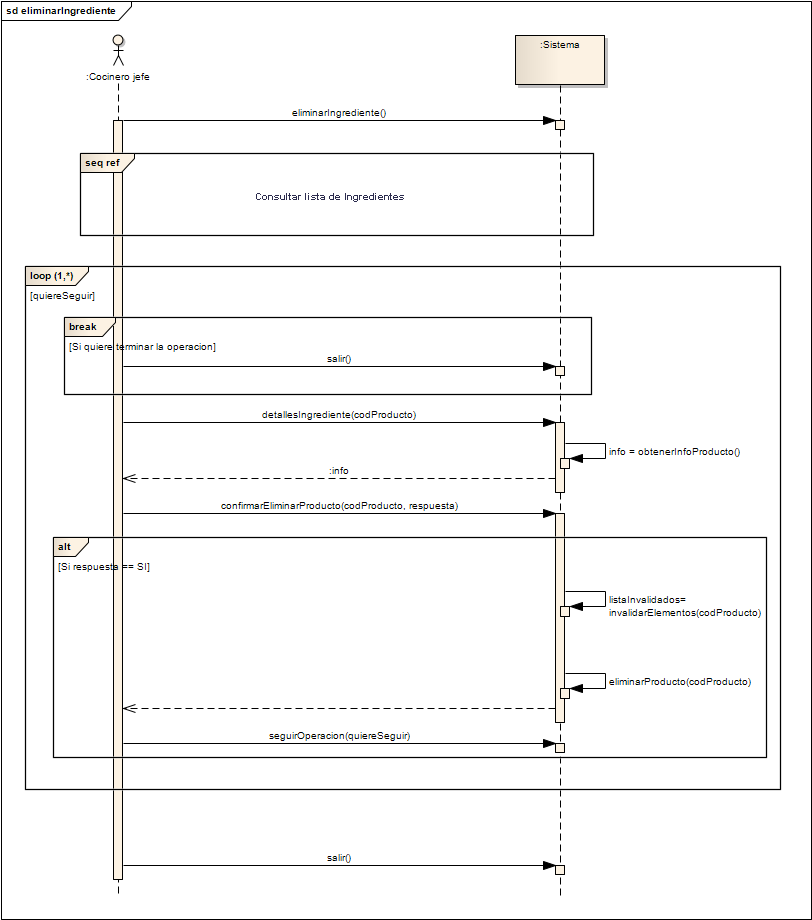 sd eliminarIngrediente
:Cocinero jefe
:Sistema
eliminarIngrediente()
seq ref
Consultar lista de Ingredientes
loop (1,*)
[quiereSeguir]
break
[Si quiere terminar la operacion]
salir()
detallesIngrediente(codProducto)
info = obtenerInfoProducto()
:info
confirmarEliminarProducto(codProducto, respuesta)
alt
[Si respuesta == SI]
listaInvalidados=
invalidarElementos(codProducto)
eliminarProducto(codProducto)
seguirOperacion(quiereSeguir)
salir()